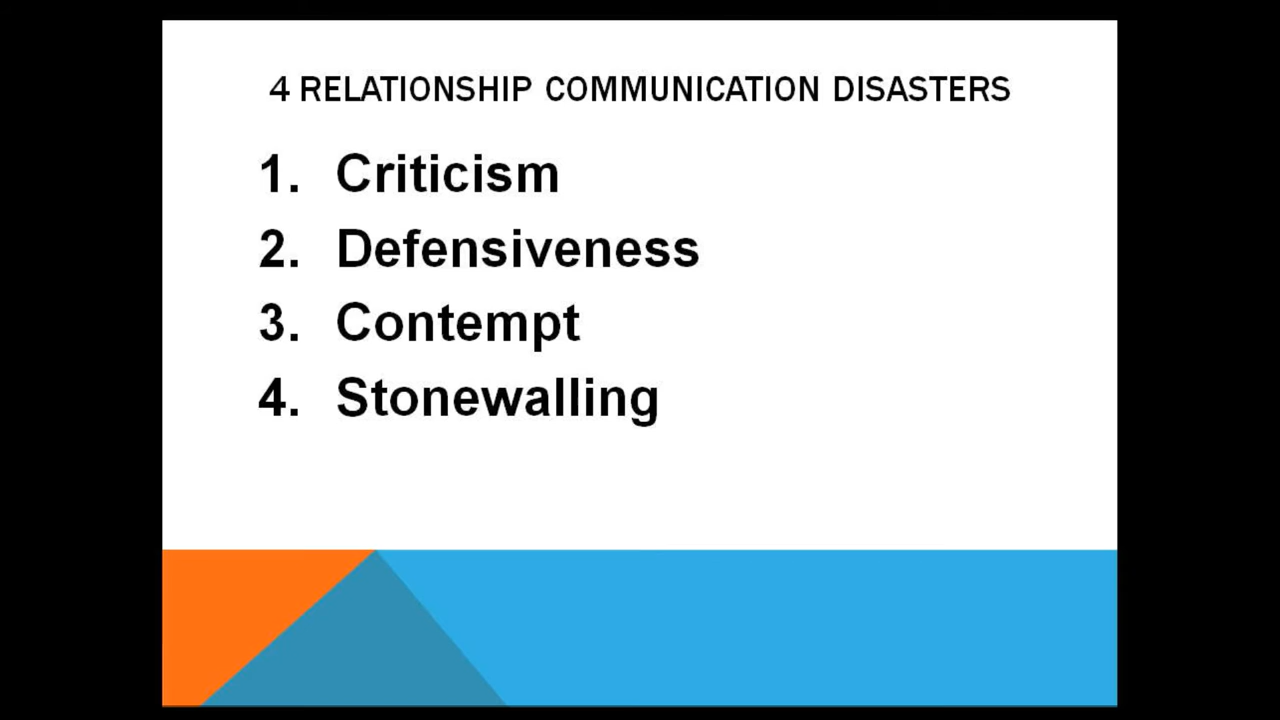 4 RELATIONSHIP COMMUNICATION DISASTERS
1. Criticism
2. Defensiveness
3. Contempt
4. Stonewalling